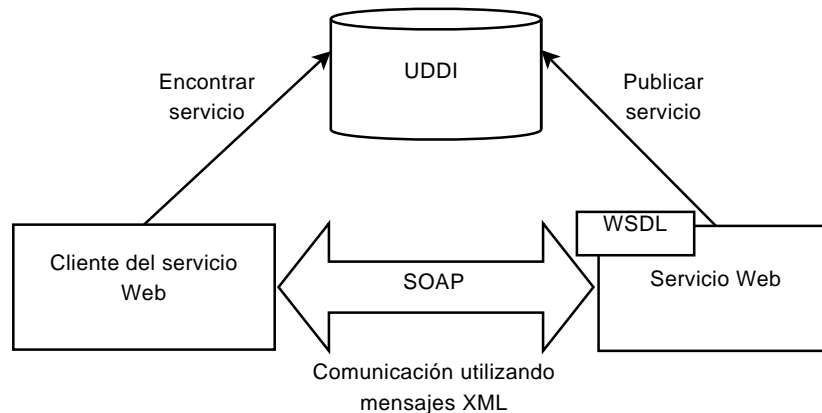 UDDI
Encontrar
servicio
Publicar
servicio
WSDL
Cliente del servicio
Web
SOAP
Servicio Web
Comunicación utilizando
mensajes XML